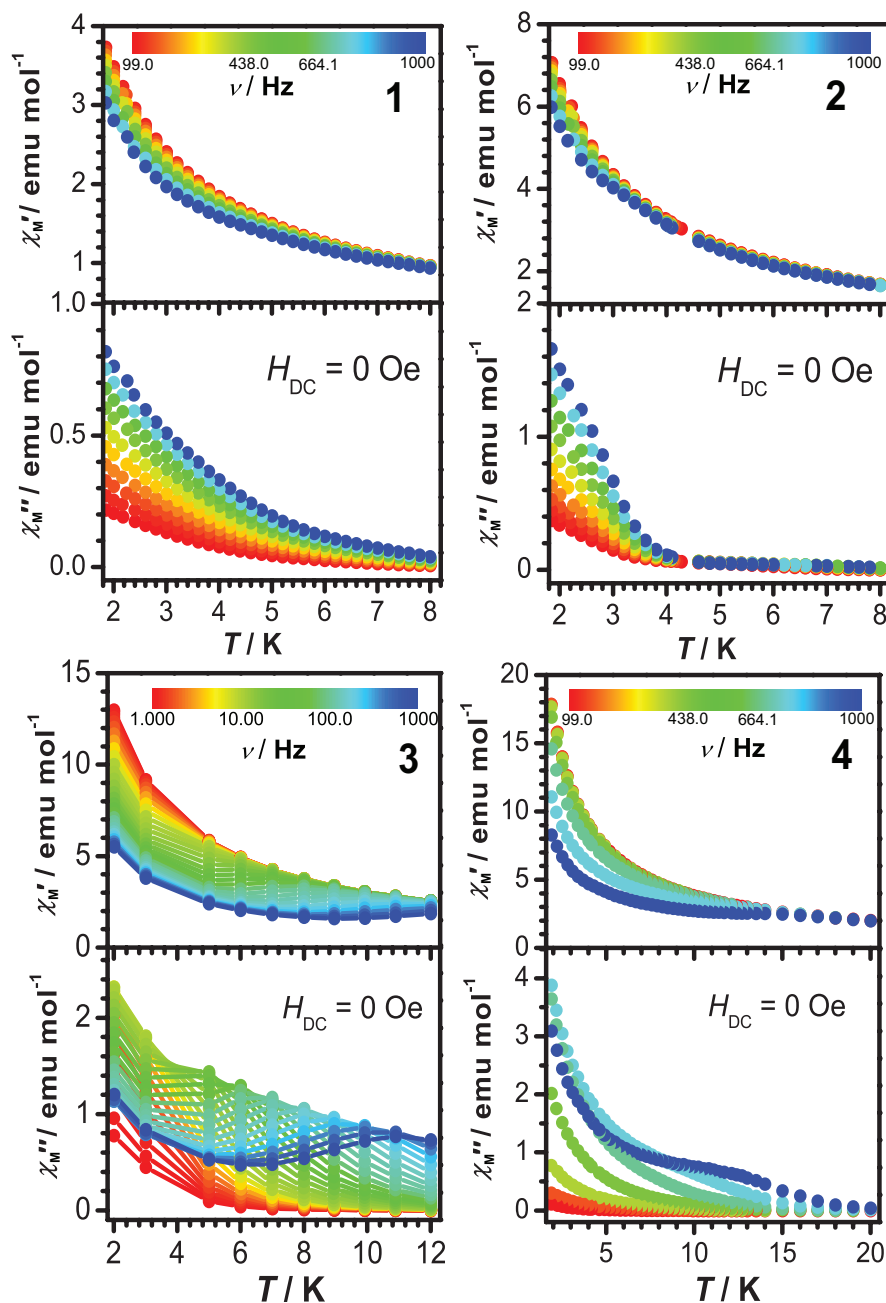 4
3
2
1
χM′/ emu mol-1
99.0 438.0 664.1 1000
ν / Hz
1
1.0
0.5
0.0
χM″/ emu mol-1
HDC = 0 Oe
2 3 4 5 6 7 8
T / K
8
6
4
2
χM′/ emu mol-1
99.0 438.0 664.1 1000
ν / Hz
2
2
1
0
χM″/ emu mol-1
HDC = 0 Oe
2 3 4 5 6 7 8
T / K
15
10
5
0
χM′/ emu mol-1
1.000 10.00 100.0 1000
ν / Hz
3
2
1
0
χM″/ emu mol-1
HDC = 0 Oe
2 4 6 8 10 12
T / K
20
15
10
5
0
χM′/ emu mol-1
99.0 438.0 664.1 1000
ν / Hz
4
4
3
2
1
0
χM″/ emu mol-1
HDC = 0 Oe
5 10 15 20
T / K